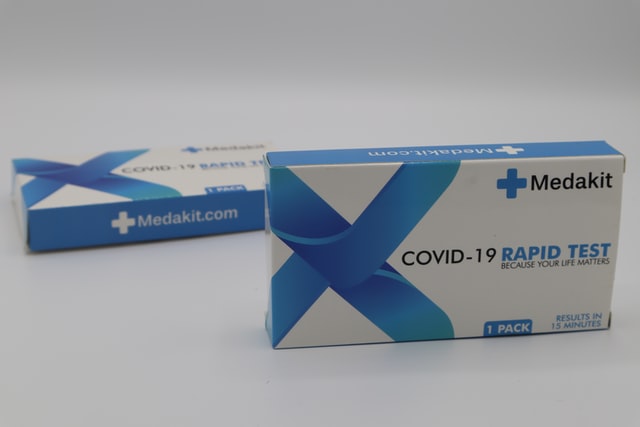 Medakit
COVID-19 RAPID TEST
1 PACK
Medakit.com
Medakit.com
Medakit
COVID-19 RAPID TEST
BECAUSE YOUR LIFE MATTERS
1 PACK
RESULTS IN
15 MINUTES